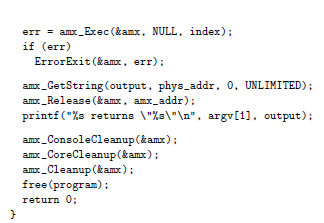 err = amx_Exec(&amx, NULL, index);
if (err)
ErrorExit(&amx, err);
amx_GetString(output, phys_addr, 0, UNLIMITED);
amx_Release(&amx, amx_addr);
printf("%s returns \"%s\"\n", argv[1], output);
amx_ConsoleCleanup(&amx);
amx_CoreCleanup(&amx);
amx_Cleanup(&amx);
free(program);
return 0;
}